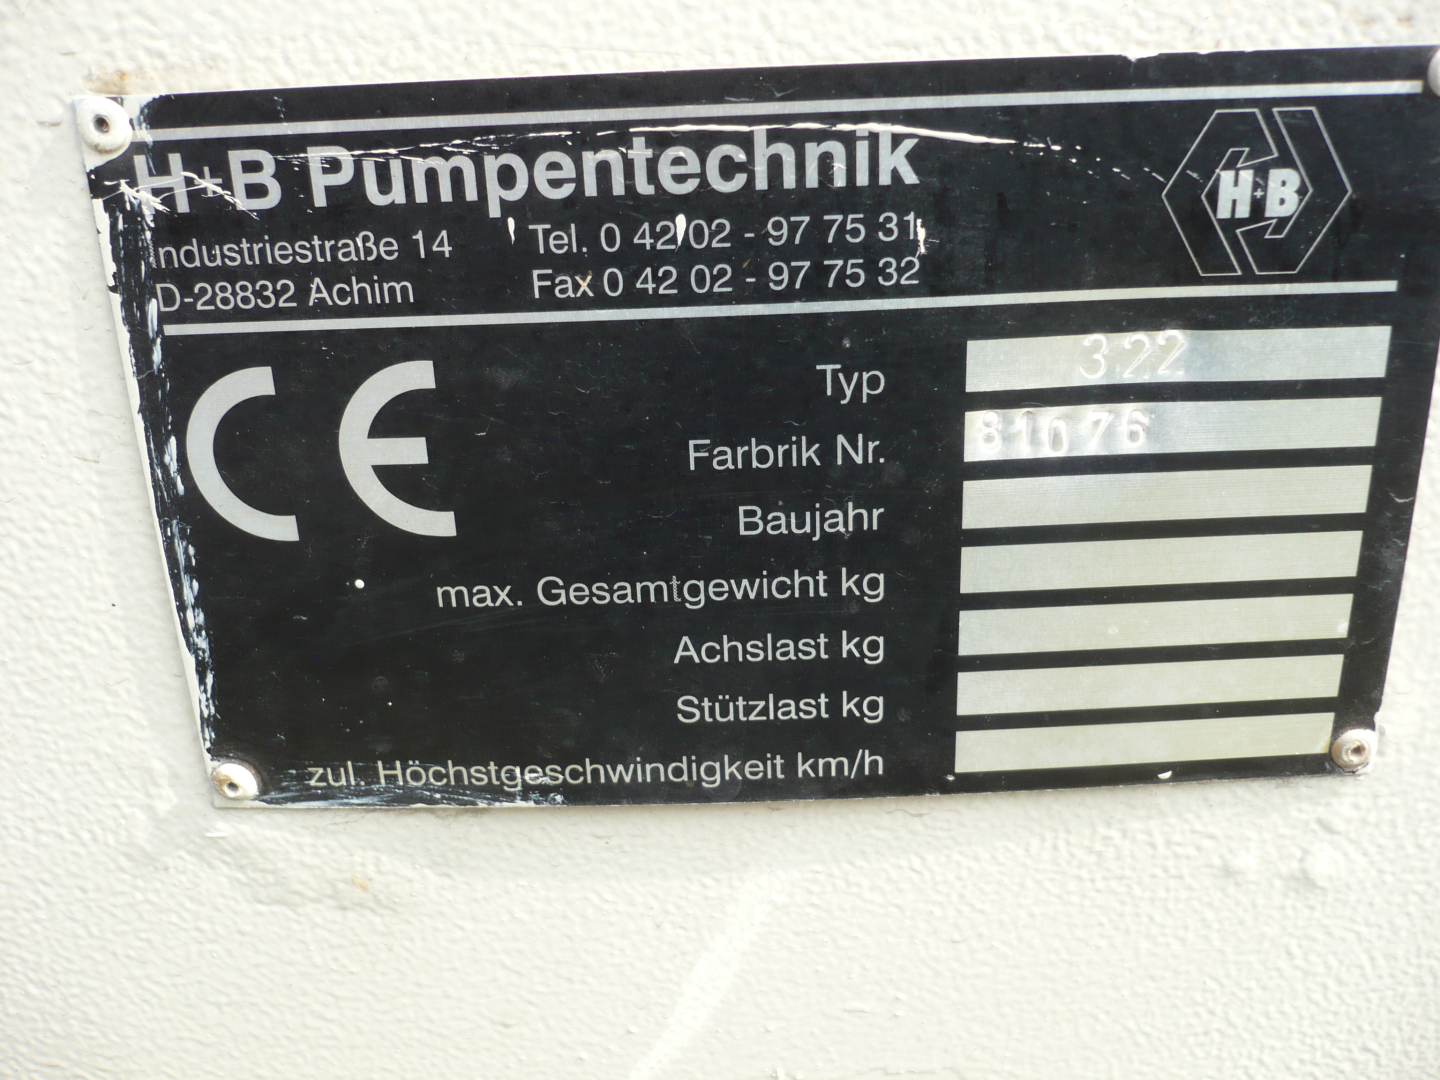 H+B Pumpentechnik
Industriestraße 14
D-28832 Achim
Tel. 0 42 02 - 97 75 31
Fax 0 42 02 - 97 75 32
H+B
CE
Typ 322
Farbrik Nr. 81076
Baujahr
max. Gesamtgewicht kg
Achslast kg
Stützlast kg
zul. Höchstgeschwindigkeit km/h